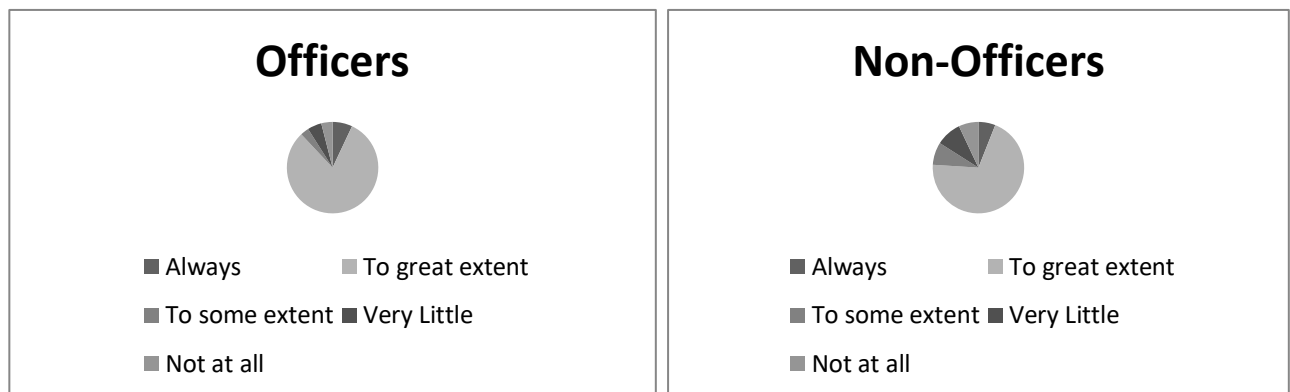 Officers
Always To great extent
To some extent Very Little
Not at all
Non-Officers
Always To great extent
To some extent Very Little
Not at all